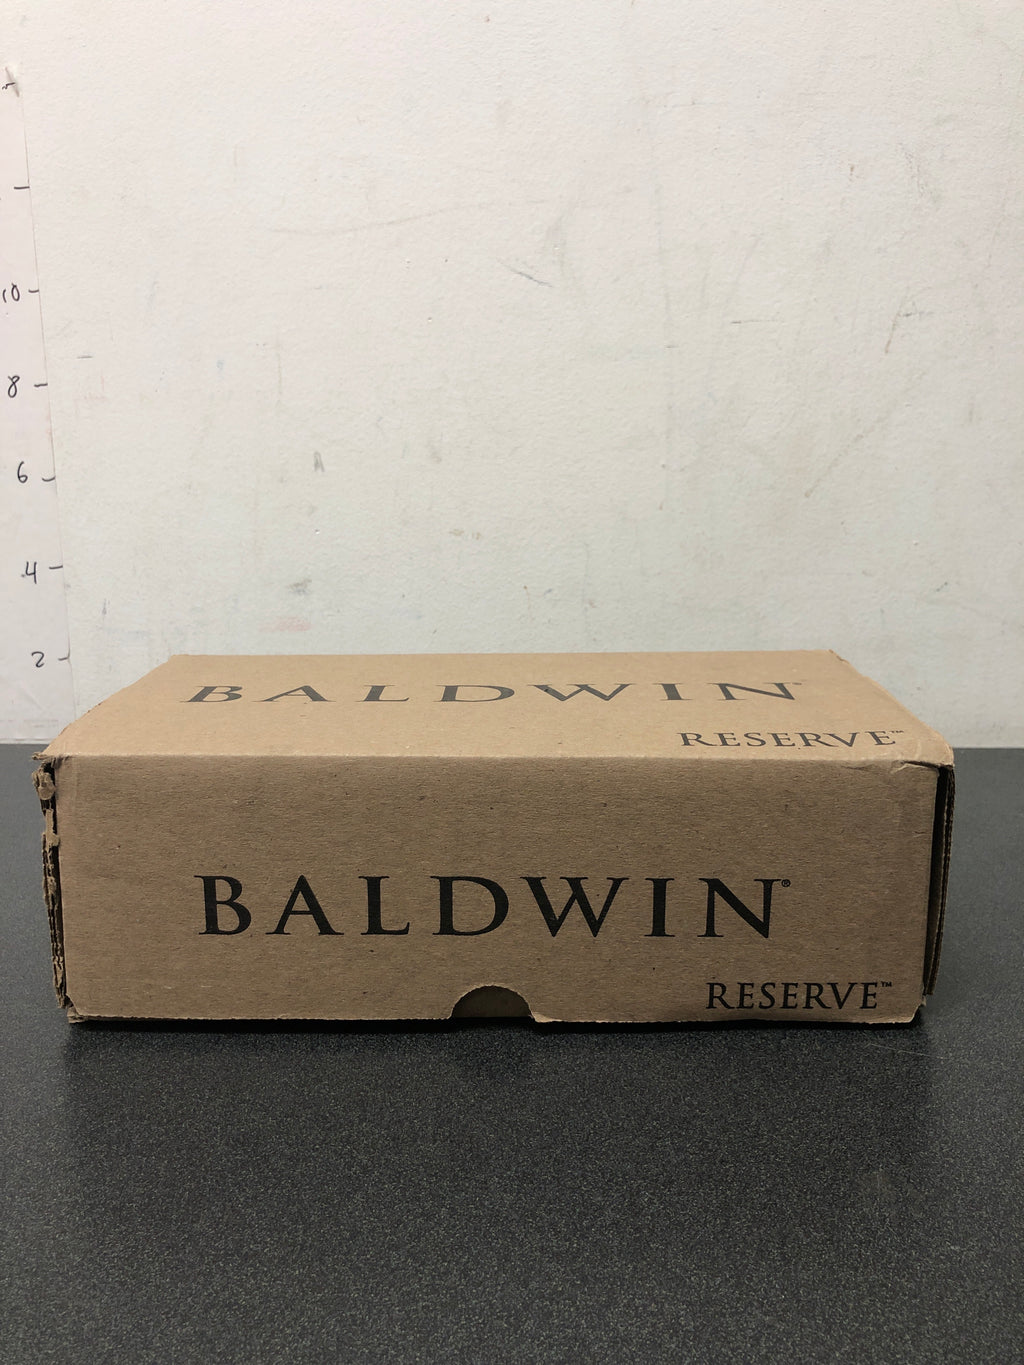 10
8
6
4
2
BALDWIN®
RESERVE™
BALDWIN®
RESERVE™